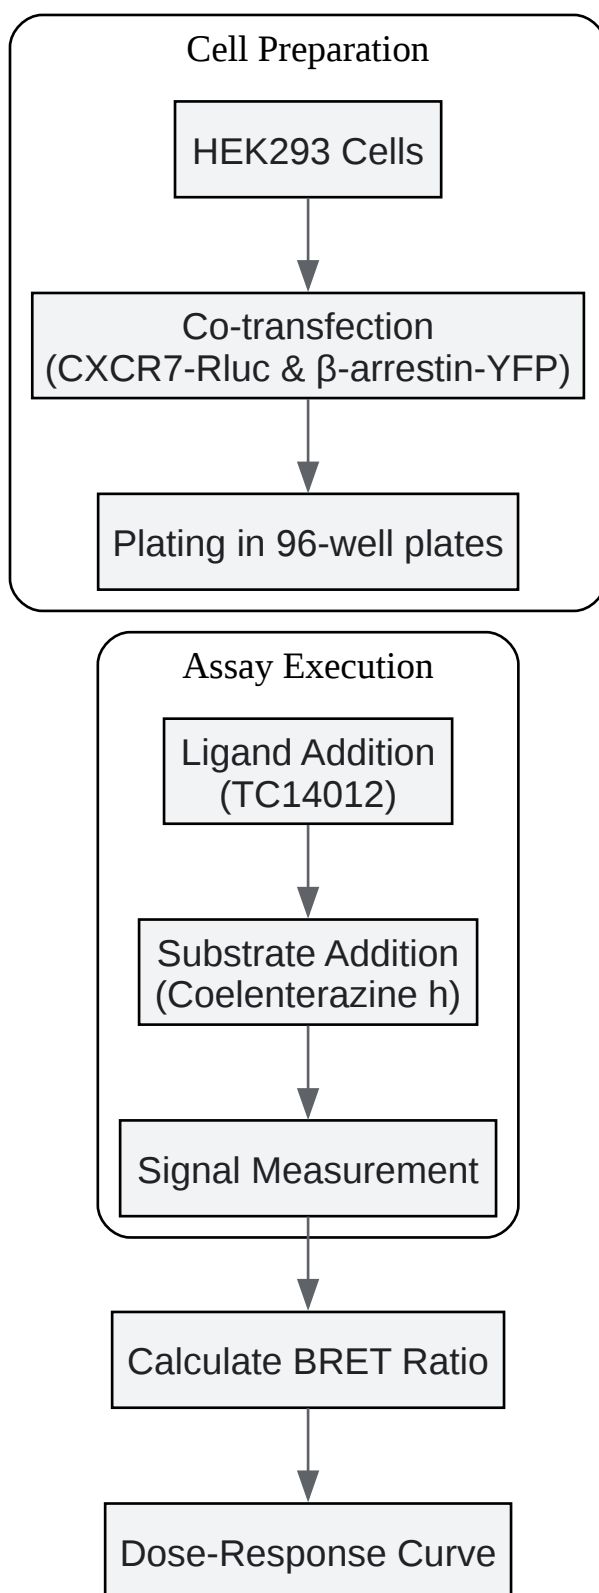 Cell Preparation
HEK293 Cells
Co-transfection
(CXCR7-Rluc & β-arrestin-YFP)
Plating in 96-well plates
Assay Execution
Ligand Addition
(TC14012)
Substrate Addition
(Coelenterazine h)
Signal Measurement
Calculate BRET Ratio
Dose-Response Curve